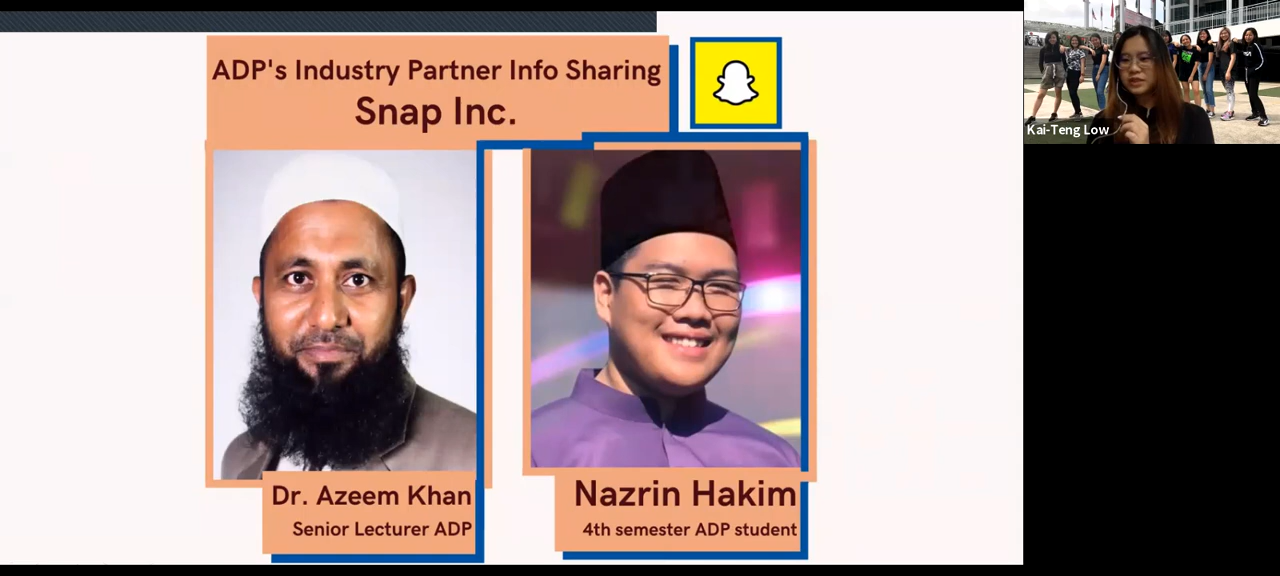 ADP's Industry Partner Info Sharing
Snap Inc.
Kai-Teng Low
Dr. Azeem Khan
Senior Lecturer ADP
Nazrin Hakim
4th semester ADP student